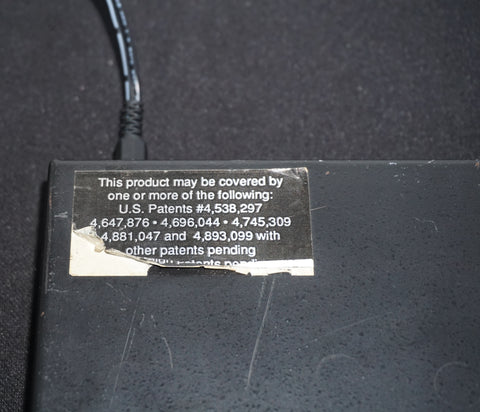 This product may be covered by
one or more of the following:
U.S. Patents #4,538,297
4,647,876 • 4,696,044 • 4,745,309
4,881,047 and 4,893,099 with
other patents pending
patents